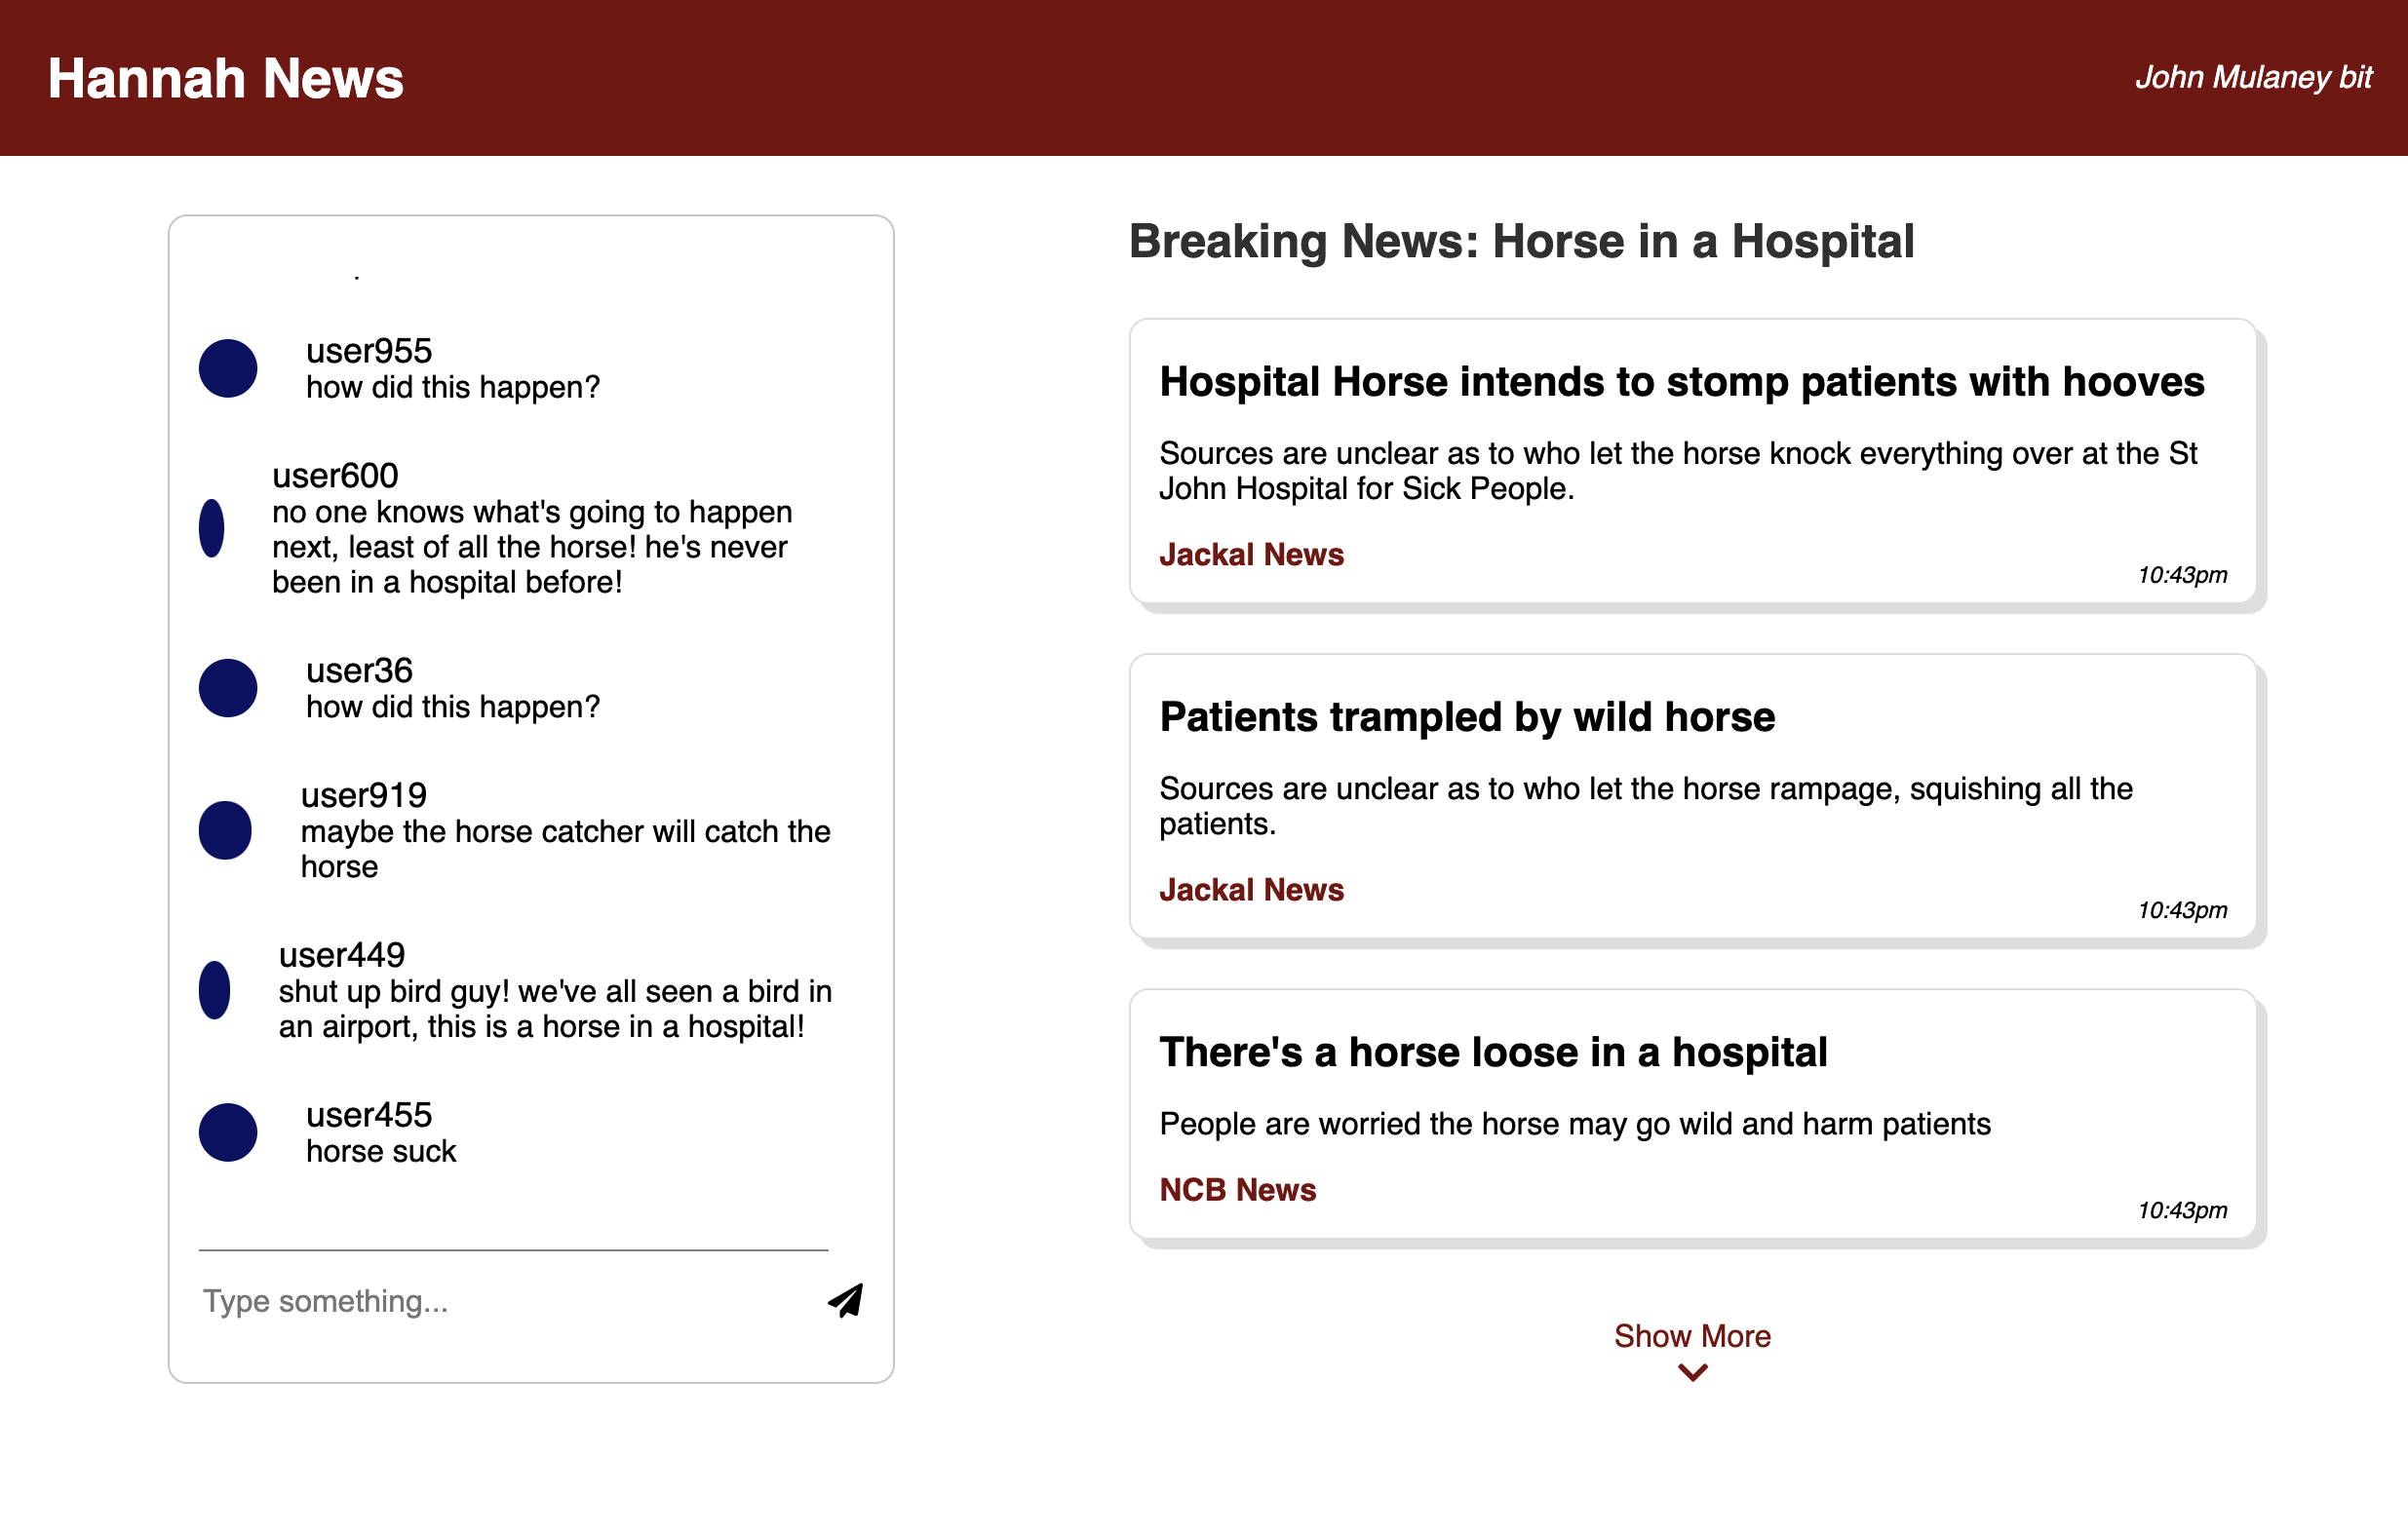 Hannah News
John Mulaney bit
.
user955
how did this happen?
user600
no one knows what's going to happen
next, least of all the horse! he's never
been in a hospital before!
user36
how did this happen?
user919
maybe the horse catcher will catch the
horse
user449
shut up bird guy! we've all seen a bird in
an airport, this is a horse in a hospital!
user455
horse suck
Type something...
Breaking News: Horse in a Hospital
Hospital Horse intends to stomp patients with hooves
Sources are unclear as to who let the horse knock everything over at the St
John Hospital for Sick People.
Jackal News
10:43pm
Patients trampled by wild horse
Sources are unclear as to who let the horse rampage, squishing all the
patients.
Jackal News
10:43pm
There's a horse loose in a hospital
People are worried the horse may go wild and harm patients
NCB News
10:43pm
Show More